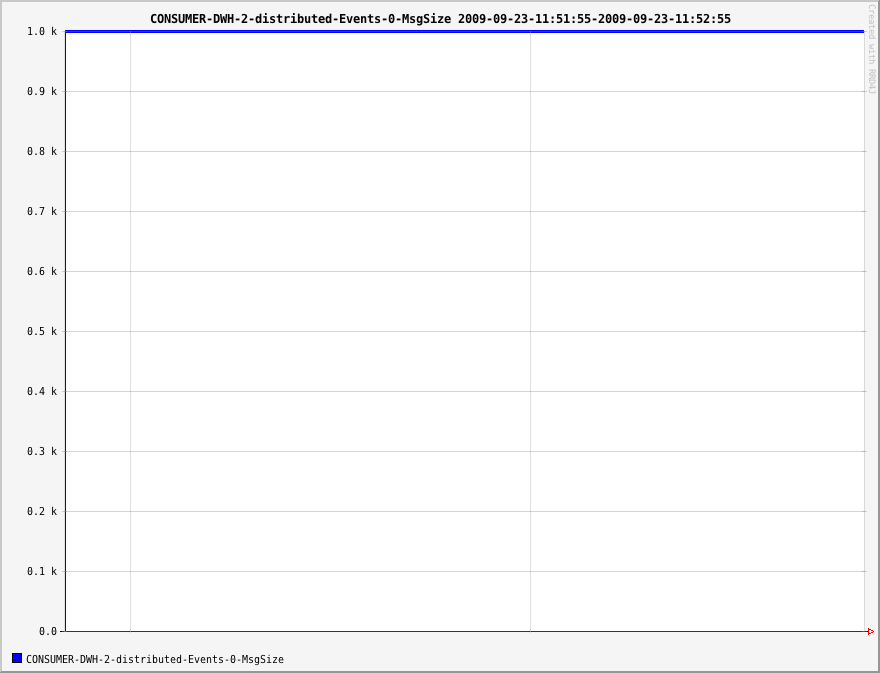 CONSUMER-DWH-2-distributed-Events-0-MsgSize 2009-09-23-11:51:55-2009-09-23-11:52:55
Created with RRD4J
1.0 k
0.9 k
0.8 k
0.7 k
0.6 k
0.5 k
0.4 k
0.3 k
0.2 k
0.1 k
0.0
CONSUMER-DWH-2-distributed-Events-0-MsgSize